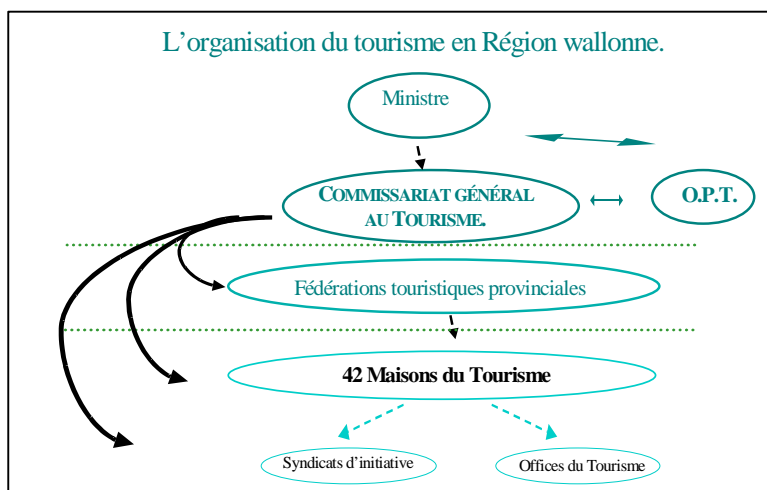 L'organisation du tourisme en Région wallonne.
Ministre
COMMISSARIAT GÉNÉRAL
AU TOURISME.
O.P.T.
Fédérations touristiques provinciales
42 Maisons du Tourisme
Syndicats d'initiative
Offices du Tourisme